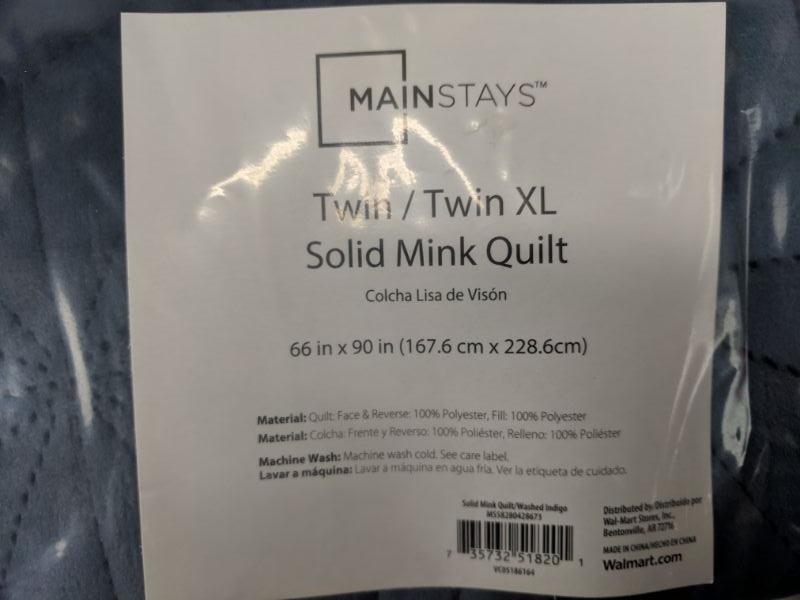 MAINSTAYS™
Twin / Twin XL
Solid Mink Quilt
Colcha Lisa de Visón
66 in x 90 in (167.6 cm x 228.6cm)
Material: Quilt: Face & Reverse: 100% Polyester, Fill: 100% Polyester
Material: Colcha: Frente y Reverso: 100% Poliéster, Relleno: 100% Poliéster
Machine Wash: Machine wash cold. See care label.
Lavar a máquina: Lavar a máquina en agua fría. Ver la etiqueta de cuidado.
Solid Mink Quilt/Washed Indigo
MS58280428673
7 35732 51820 1
VC05186164
Distributed by/Distribuido por
Wal-Mart Stores, Inc.,
Bentonville, AR 72716
MADE IN CHINA/HECHO EN CHINA
Walmart.com